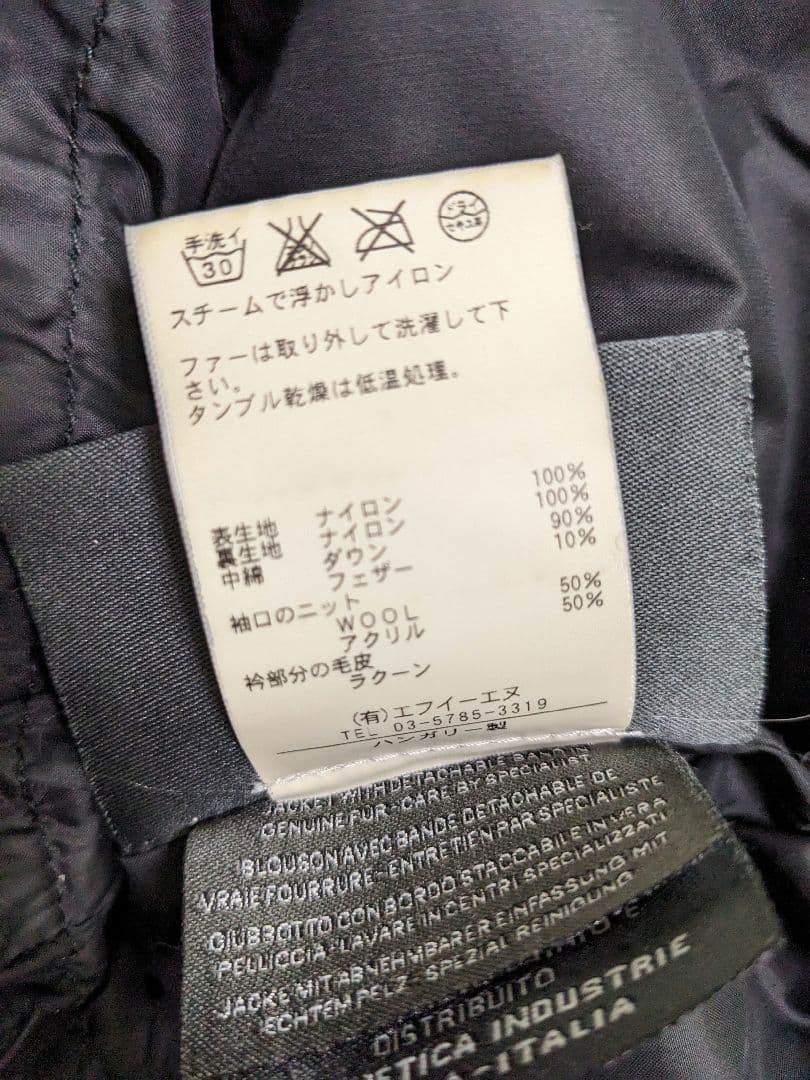 手洗イ
30
ドライ
セキユ系
スチームで浮かしアイロン
ファーは取り外して洗濯して下
さい。
タンブル乾燥は低温処理。
表生地 ナイロン 100%
裏生地 ナイロン 100%
中綿 ダウン 90%
フェザー 10%
袖口のニット
WOOL 50%
アクリル 50%
衿部分の毛皮
ラクーン
(有)エフイーエヌ
TEL 03-5785-3319
ハンガリー製
JACKET WITH DETACHABLE BAND IN
GENUINE FUR - CARE BY SPECIALIST
BLOUSON AVEC BANDE DETACHABLE DE
VRAIE FOURRURE - ENTRETIEN PAR SPECIALISTE
GIUBBOTTO CON BORDO STACCABILE IN VERA
PELLICCIA - LAVARE IN CENTRI SPECIALIZZATI
JACKE MIT ABNEHMBARER EINFASSUNG MIT
ECHTEM PELZ - SPEZIAL REINIGUNG
E
DISTRIBUITO
ETICA INDUSTRIE
A-ITALIA